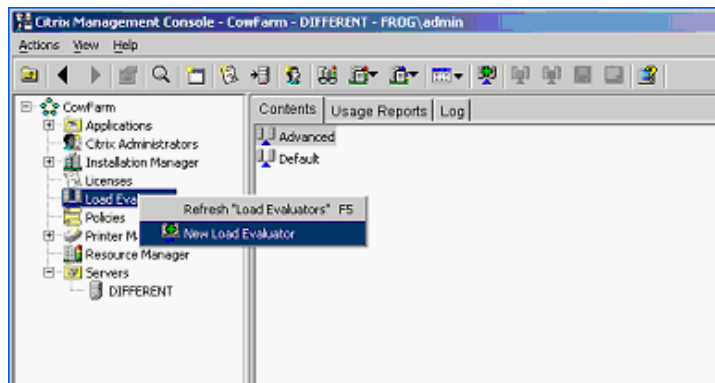 Citrix Management Console - CowFarm - DIFFERENT - FROG\admin
Actions View Help
CowFarm
Applications
Citrix Administrators
Installation Manager
Licenses
Load Eva
Policies
Printer M
Resource Manager
Servers
DIFFERENT
Contents Usage Reports Log
Advanced
Default
Refresh "Load Evaluators" F5
New Load Evaluator